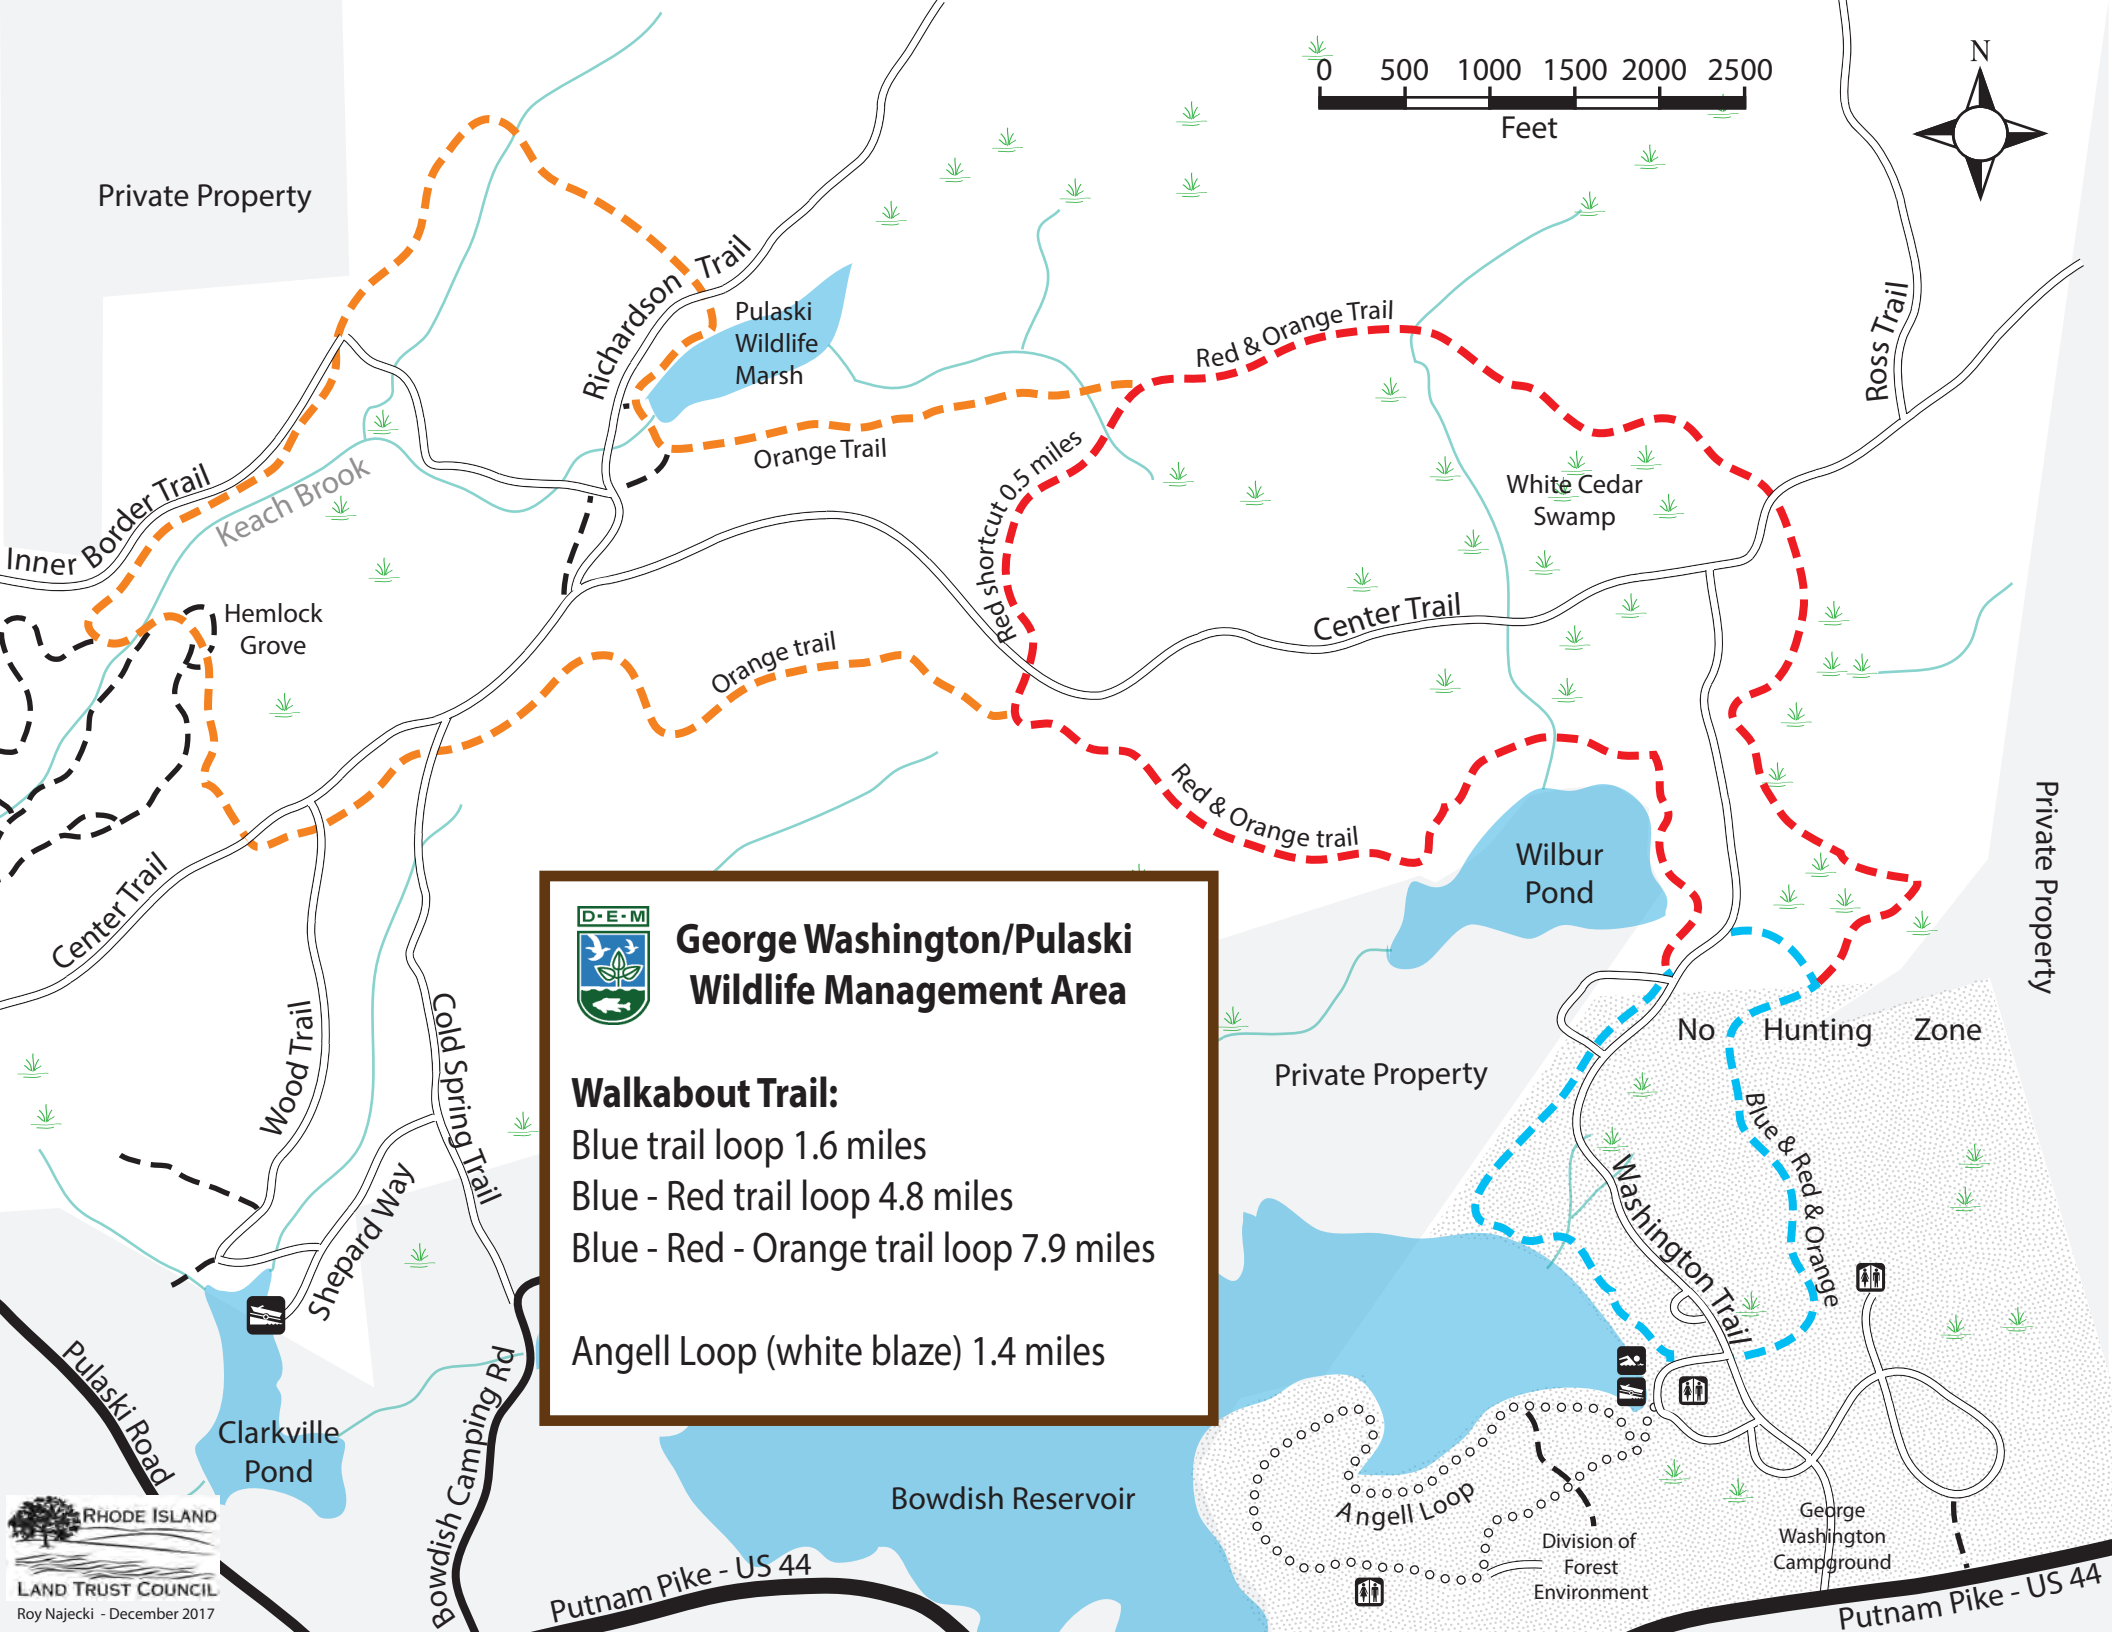 N
0 500 1000 1500 2000 2500
Feet
Private Property
Richardson Trail
Pulaski
Wildlife
Marsh
Red & Orange Trail
Ross Trail
Orange Trail
Red shortcut 0.5 miles
White Cedar
Swamp
Inner Border Trail
Keach Brook
Hemlock
Grove
Center Trail
Orange trail
Red & Orange trail
Wilbur
Pond
Private Property
Center Trail
Wood Trail
Cold Spring Trail
Shepard Way
D-E-M
George Washington/Pulaski
Wildlife Management Area
Walkabout Trail:
Blue trail loop 1.6 miles
Blue - Red trail loop 4.8 miles
Blue - Red - Orange trail loop 7.9 miles
Angell Loop (white blaze) 1.4 miles
No Hunting Zone
Private Property
Blue & Red & Orange
Washington Trail
Pulaski Road
Clarkville
Pond
Bowdish Camping Rd
Bowdish Reservoir
Angell Loop
Division of
Forest
Environment
George
Washington
Campground
Putnam Pike - US 44
Putnam Pike - US 44
RHODE ISLAND
LAND TRUST COUNCIL
Roy Najecki - December 2017